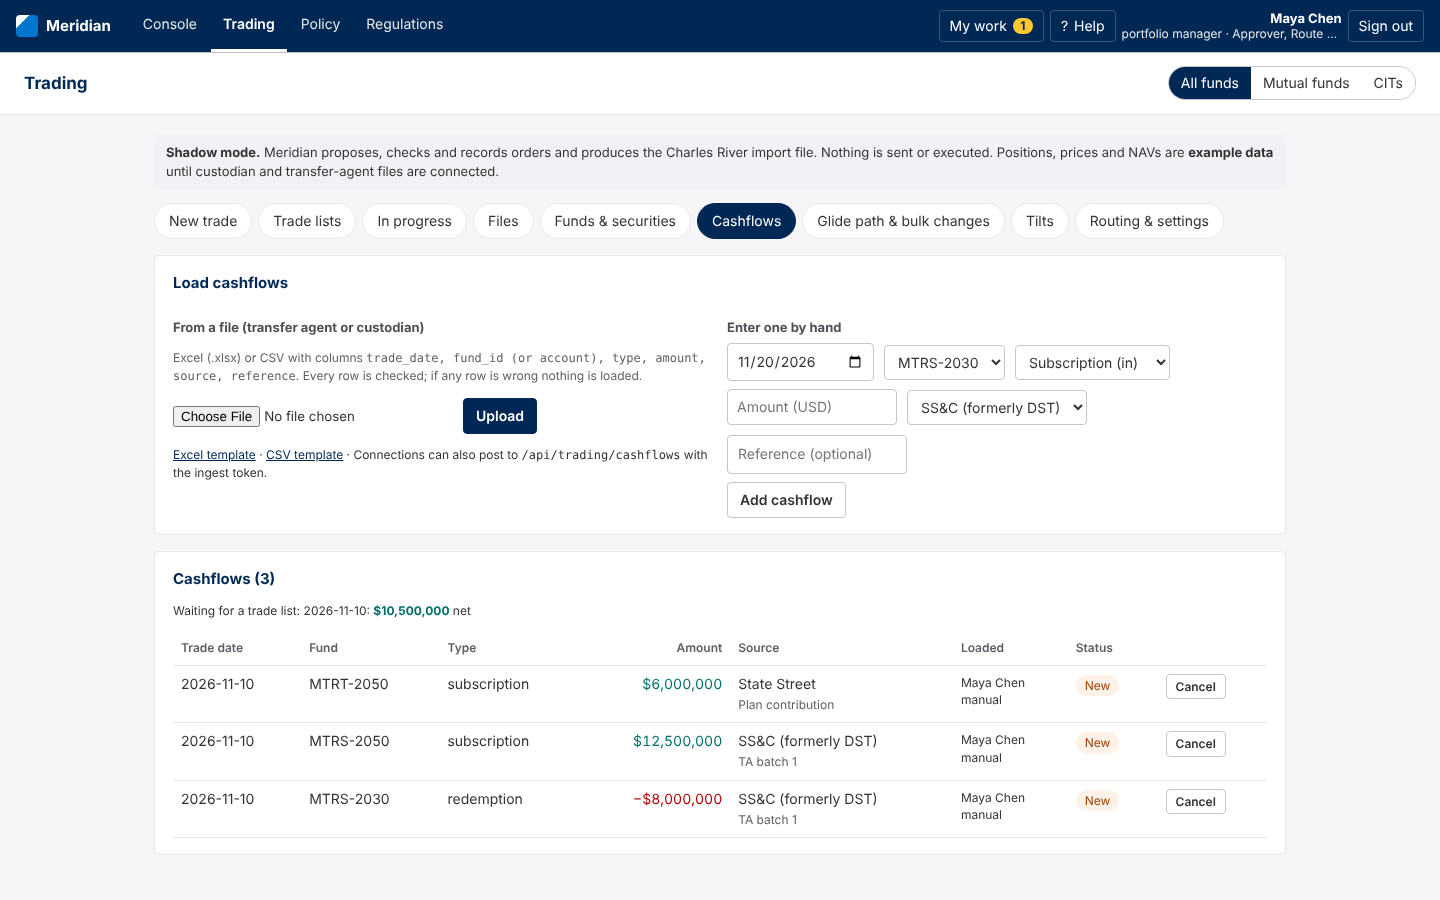 Meridian
Console
Trading
Policy
Regulations
My work 1
? Help
Maya Chen
portfolio manager · Approver, Route ...
Sign out
Trading
All funds
Mutual funds
CITs
Shadow mode. Meridian proposes, checks and records orders and produces the Charles River import file. Nothing is sent or executed. Positions, prices and NAVs are example data
until custodian and transfer-agent files are connected.
New trade
Trade lists
In progress
Files
Funds & securities
Cashflows
Glide path & bulk changes
Tilts
Routing & settings
Load cashflows
From a file (transfer agent or custodian)
Excel (.xlsx) or CSV with columns trade_date, fund_id (or account), type, amount,
source, reference. Every row is checked; if any row is wrong nothing is loaded.
Choose File No file chosen
Upload
Excel template · CSV template · Connections can also post to /api/trading/cashflows with
the ingest token.
Enter one by hand
11/20/2026
MTRS-2030
Subscription (in)
Amount (USD)
SS&C (formerly DST)
Reference (optional)
Add cashflow
Cashflows (3)
Waiting for a trade list: 2026-11-10: $10,500,000 net
Trade date Fund Type Amount Source Loaded Status
2026-11-10 MTRT-2050 subscription $6,000,000 State Street Maya Chen New Cancel
Plan contribution manual
2026-11-10 MTRS-2050 subscription $12,500,000 SS&C (formerly DST) Maya Chen New Cancel
TA batch 1 manual
2026-11-10 MTRS-2030 redemption −$8,000,000 SS&C (formerly DST) Maya Chen New Cancel
TA batch 1 manual